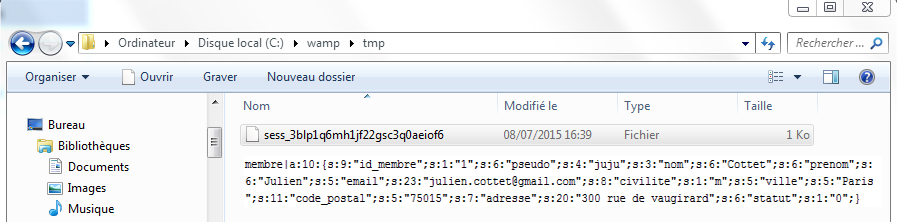 Ordinateur ▸ Disque local (C:) ▸ wamp ▸ tmp
Rechercher ...
Organiser Ouvrir Graver Nouveau dossier
Nom Modifié le Type Taille
Bureau
Bibliothèques
Documents
Images
Musique
sess_3blp1q6mh1jf22gsc3q0aeiof6 08/07/2015 16:39 Fichier 1 Ko
membre|a:10:{s:9:"id_membre";s:1:"1";s:6:"pseudo";s:4:"juju";s:3:"nom";s:6:"Cottet";s:6:"prenom";s:
6:"Julien";s:5:"email";s:23:"julien.cottet@gmail.com";s:8:"civilite";s:1:"m";s:5:"ville";s:5:"Paris
";s:11:"code_postal";s:5:"75015";s:7:"adresse";s:20:"300 rue de vaugirard";s:6:"statut";s:1:"0";}